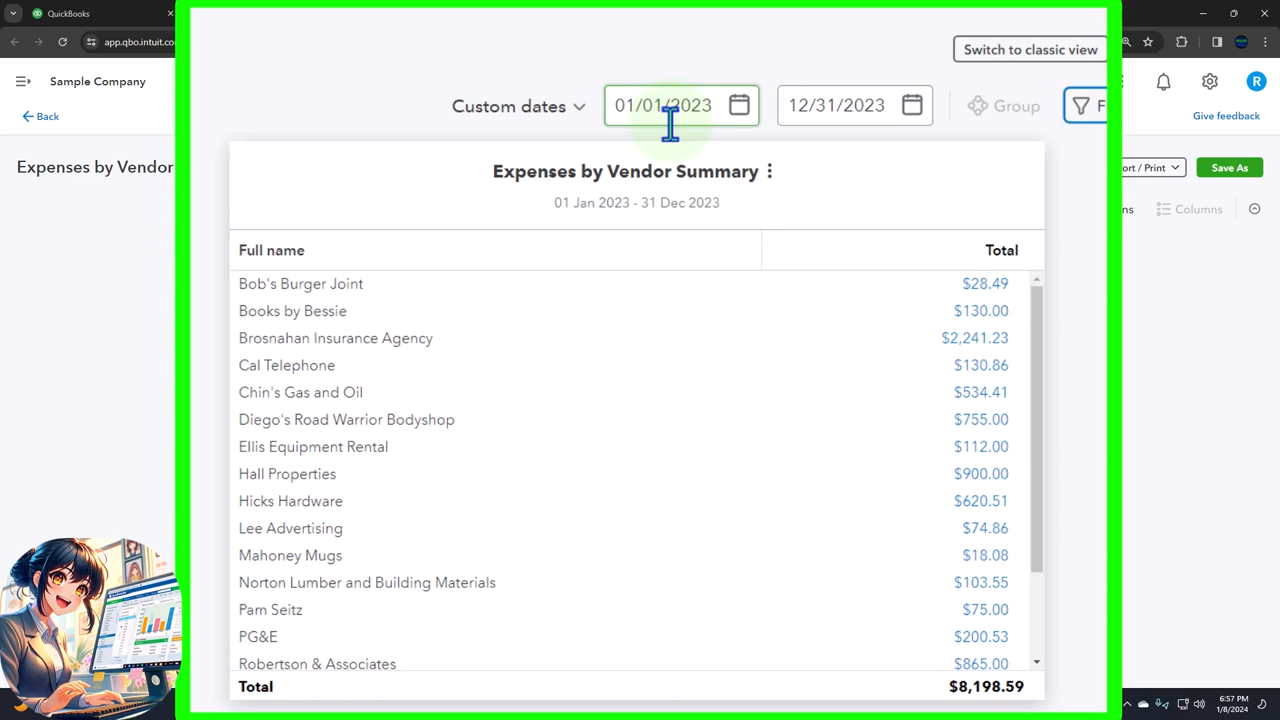 QuickBooks
app.qbo.intuit.com
Sample Company
R
Back
Give feedback
Expenses by Vendor
Export / Print
Save As
Columns
Switch to classic view
Custom dates 01/01/2023 12/31/2023 Group
Expenses by Vendor Summary
01 Jan 2023 - 31 Dec 2023
Full name Total
Bob's Burger Joint $28.49
Books by Bessie $130.00
Brosnahan Insurance Agency $2,241.23
Cal Telephone $130.86
Chin's Gas and Oil $534.41
Diego's Road Warrior Bodyshop $755.00
Ellis Equipment Rental $112.00
Hall Properties $900.00
Hicks Hardware $620.51
Lee Advertising $74.86
Mahoney Mugs $18.08
Norton Lumber and Building Materials $103.55
Pam Seitz $75.00
PG&E $200.53
Robertson & Associates $865.00
Total $8,198.59
6:57 PM
1/8/2024